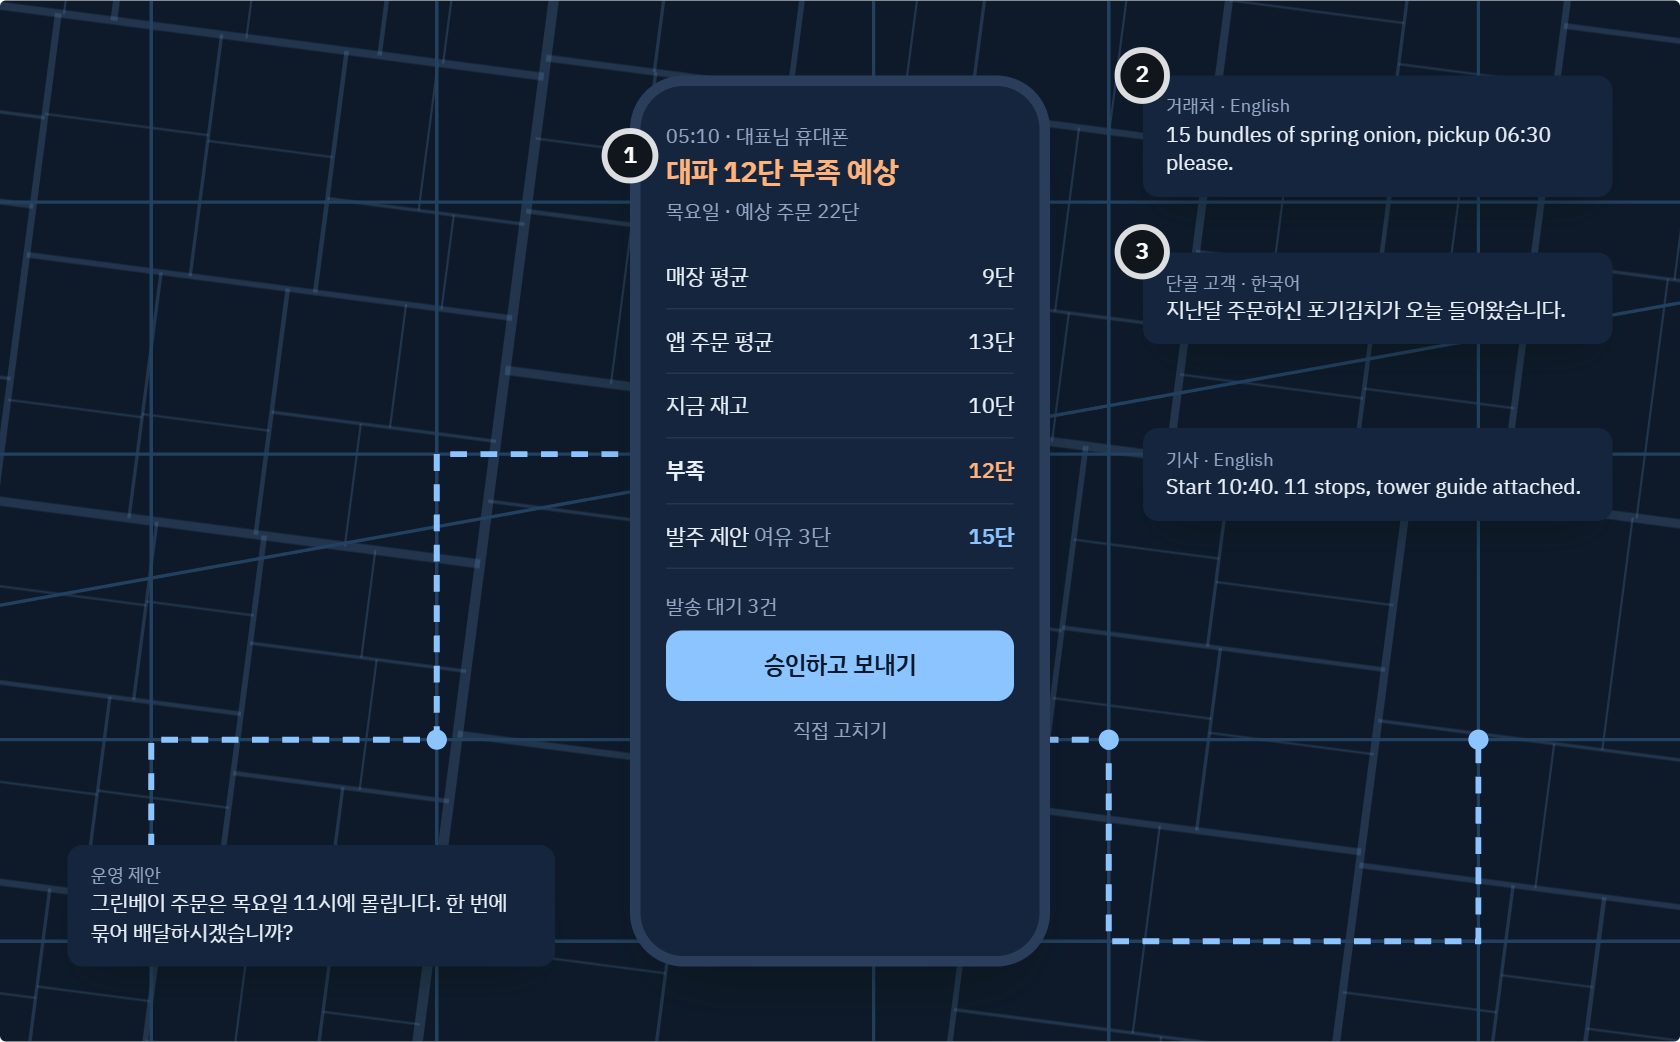 1
05:10 · 대표님 휴대폰
대파 12단 부족 예상
목요일 · 예상 주문 22단
매장 평균 9단
앱 주문 평균 13단
지금 재고 10단
부족 12단
발주 제안 여유 3단 15단
발송 대기 3건
승인하고 보내기
직접 고치기
2
거래처 · English
15 bundles of spring onion, pickup 06:30
please.
3
단골 고객 · 한국어
지난달 주문하신 포기김치가 오늘 들어왔습니다.
기사 · English
Start 10:40. 11 stops, tower guide attached.
운영 제안
그린베이 주문은 목요일 11시에 몰립니다. 한 번에
묶어 배달하시겠습니까?